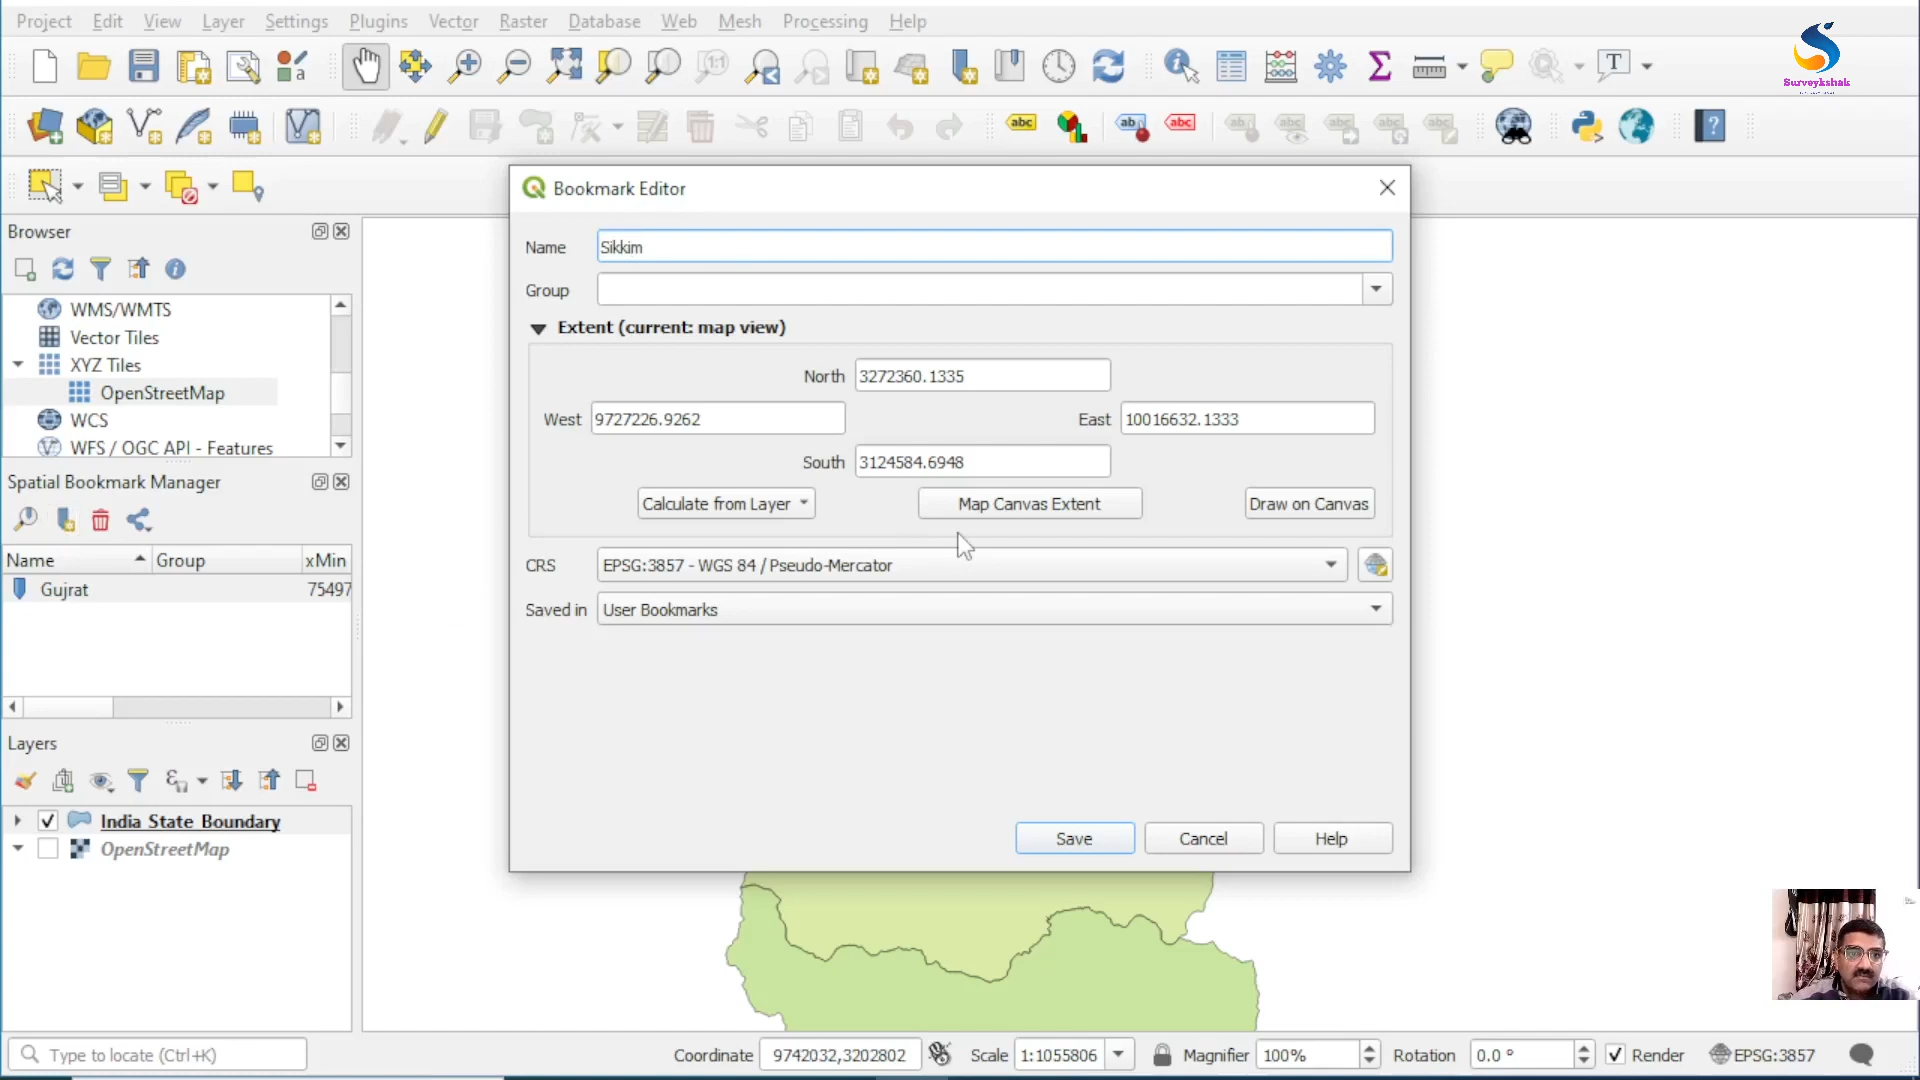 Project Edit View Layer Settings Plugins Vector Raster Database Web Mesh Processing Help
Surveykshak
Browser
WMS/WMTS
Vector Tiles
XYZ Tiles
OpenStreetMap
WCS
WFS / OGC API - Features
Spatial Bookmark Manager
Name Group xMin
Gujrat 75497
Layers
India State Boundary
OpenStreetMap
Bookmark Editor
Name Sikkim
Group
Extent (current: map view)
North 3272360.1335
West 9727226.9262 East 10016632.1333
South 3124584.6948
Calculate from Layer Map Canvas Extent Draw on Canvas
CRS EPSG:3857 - WGS 84 / Pseudo-Mercator
Saved in User Bookmarks
Save Cancel Help
Type to locate (Ctrl+K) Coordinate 9742032,3202802 Scale 1:1055806 Magnifier 100% Rotation 0.0 ° Render EPSG:3857